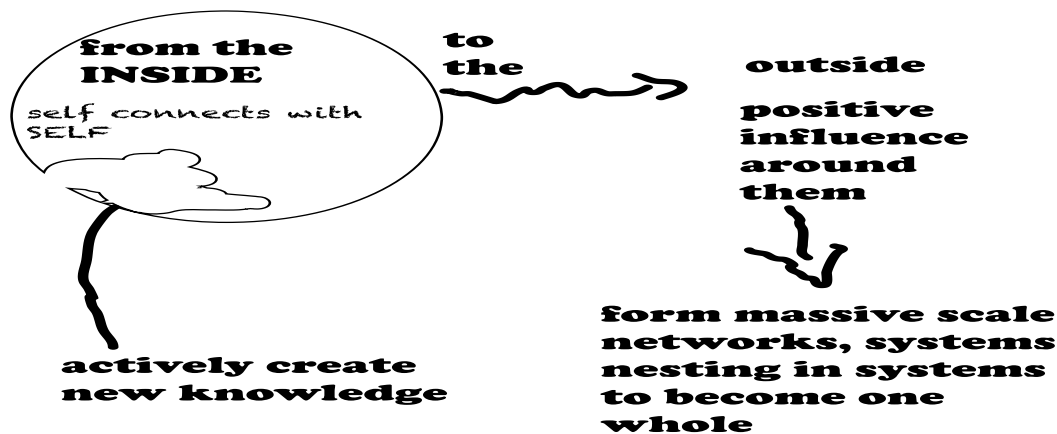 from the
INSIDE
self connects with
SELF
to
the
outside
positive
influence
around
them
actively create
new knowledge
form massive scale
networks, systems
nesting in systems
to become one
whole